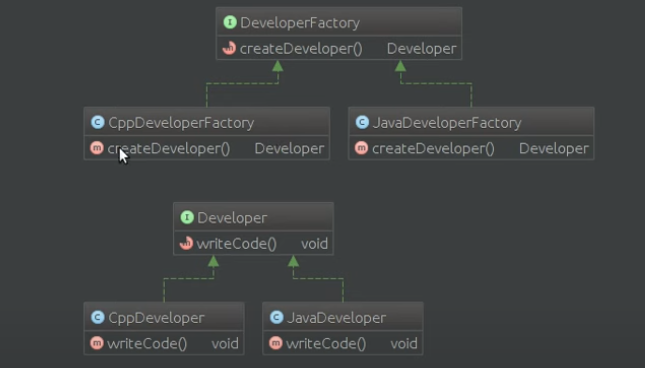 I DeveloperFactory
m createDeveloper() Developer
C CppDeveloperFactory
m createDeveloper() Developer
C JavaDeveloperFactory
m createDeveloper() Developer
I Developer
m writeCode() void
C CppDeveloper
m writeCode() void
C JavaDeveloper
m writeCode() void